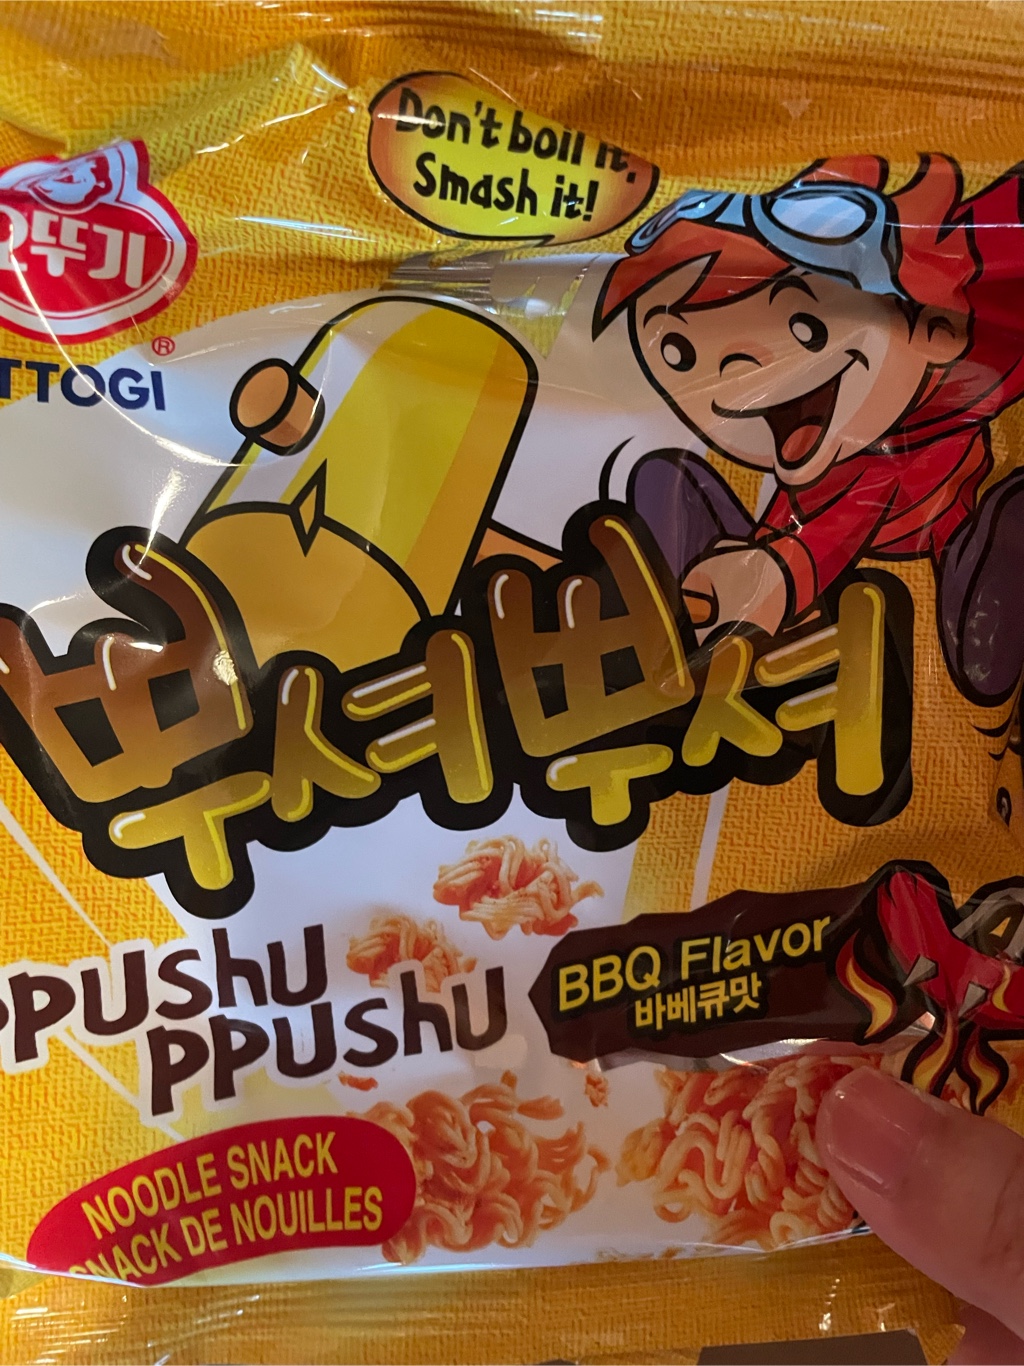 Don't boil it.
Smash it!
오뚜기
®
TTOGI
뿌셔뿌셔
PPUSHU
PPUSHU
BBQ Flavor
바베큐맛
NOODLE SNACK
SNACK DE NOUILLES